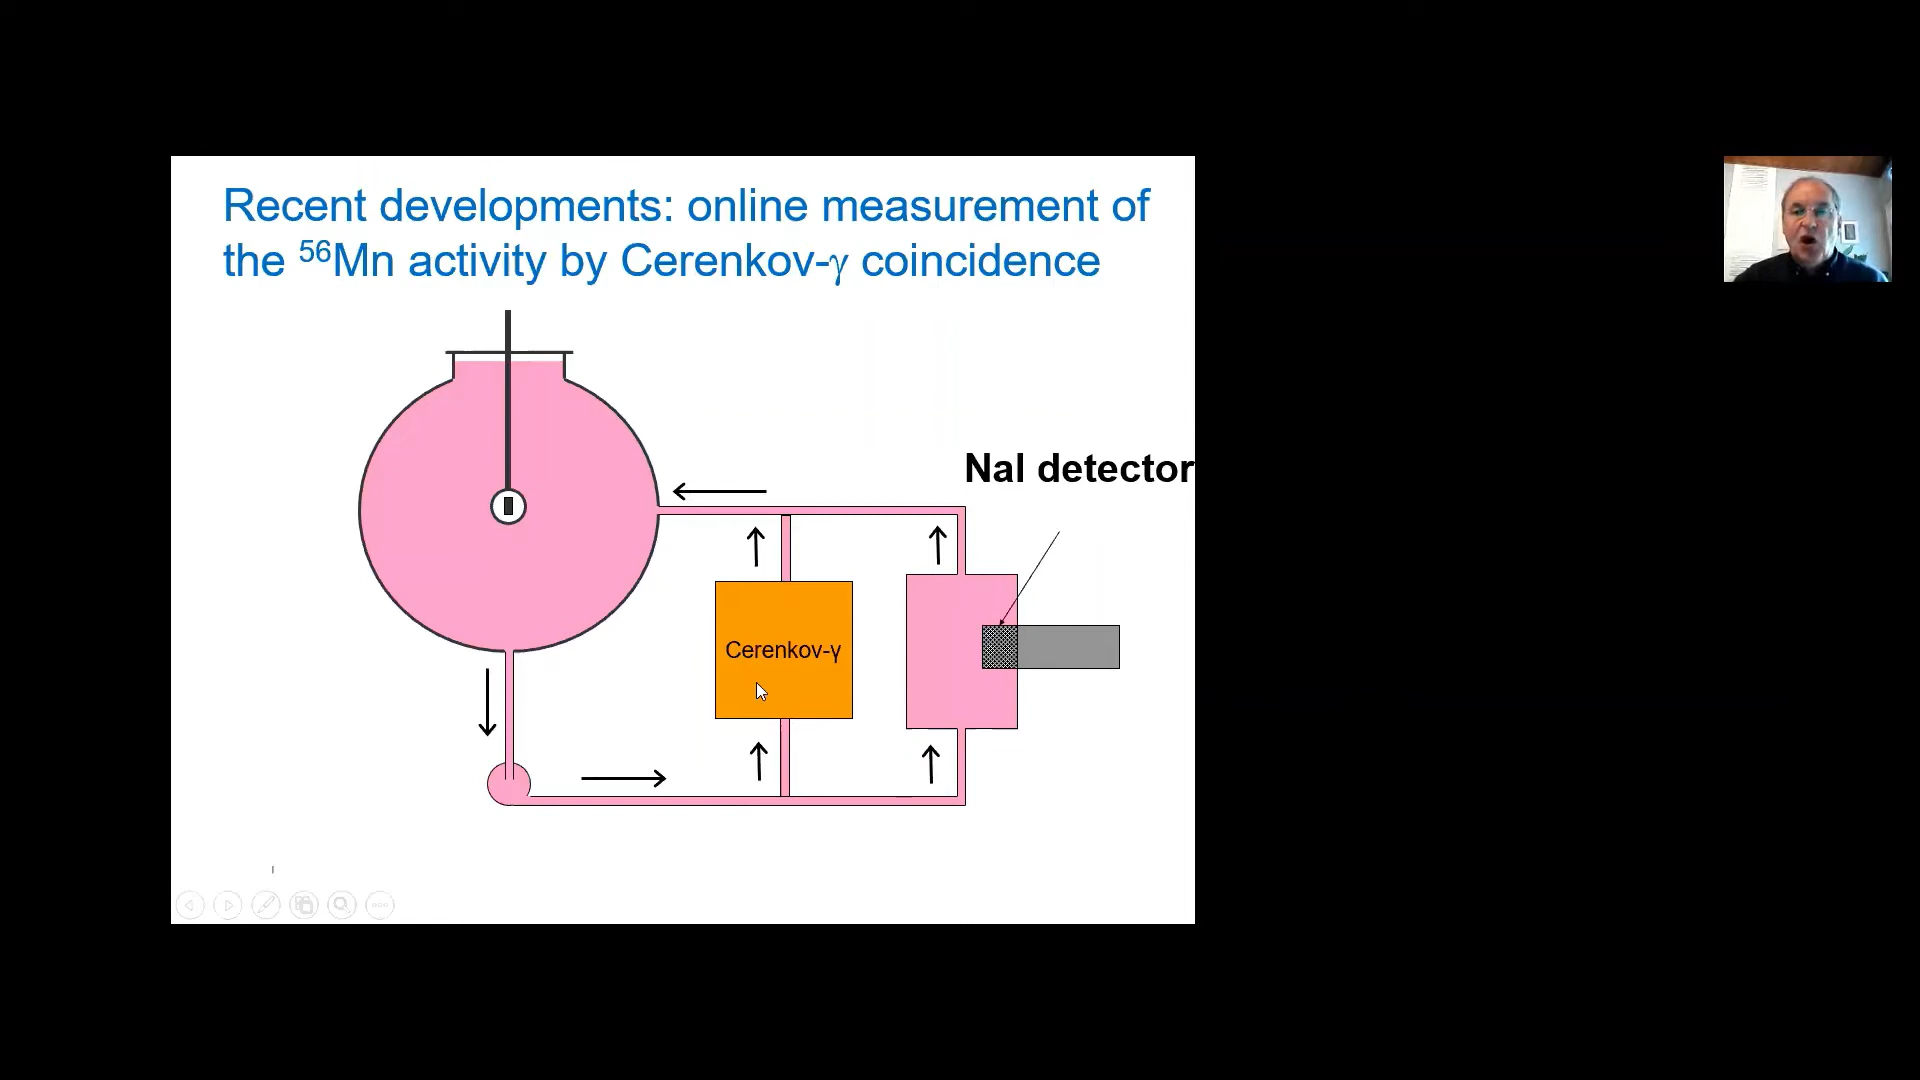 Recent developments: online measurement of
the ⁵⁶Mn activity by Cerenkov-γ coincidence
NaI detector
Cerenkov-γ